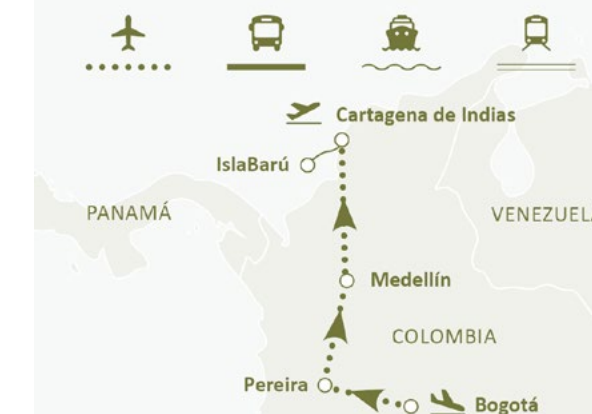 Cartagena de Indias
IslaBarú
PANAMÁ
VENEZUELA
Medellín
COLOMBIA
Pereira
Bogotá